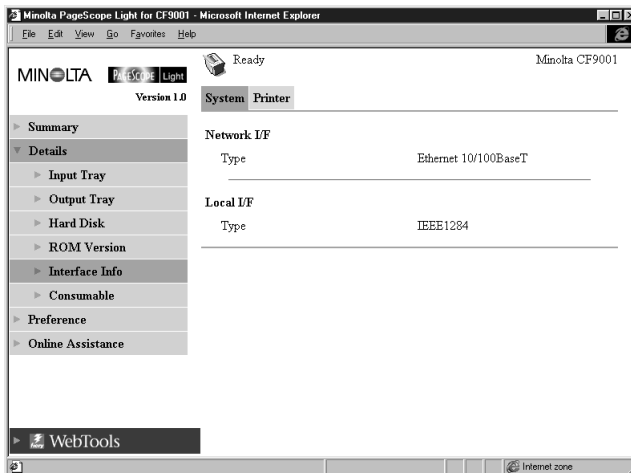 Minolta PageScope Light for CF9001 - Microsoft Internet Explorer
File Edit View Go Favorites Help
MINOLTA PAGESCOPE Light
Version 1.0
Ready
Minolta CF9001
System Printer
Summary
Details
Input Tray
Output Tray
Hard Disk
ROM Version
Interface Info
Consumable
Preference
Online Assistance
Network I/F
Type Ethernet 10/100BaseT
Local I/F
Type IEEE1284
WebTools
Internet zone